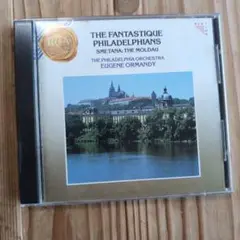 THE FANTASTIQUE
PHILADELPHIANS
SMETANA: THE MOLDAU
THE PHILADELPHIA ORCHESTRA
EUGENE ORMANDY